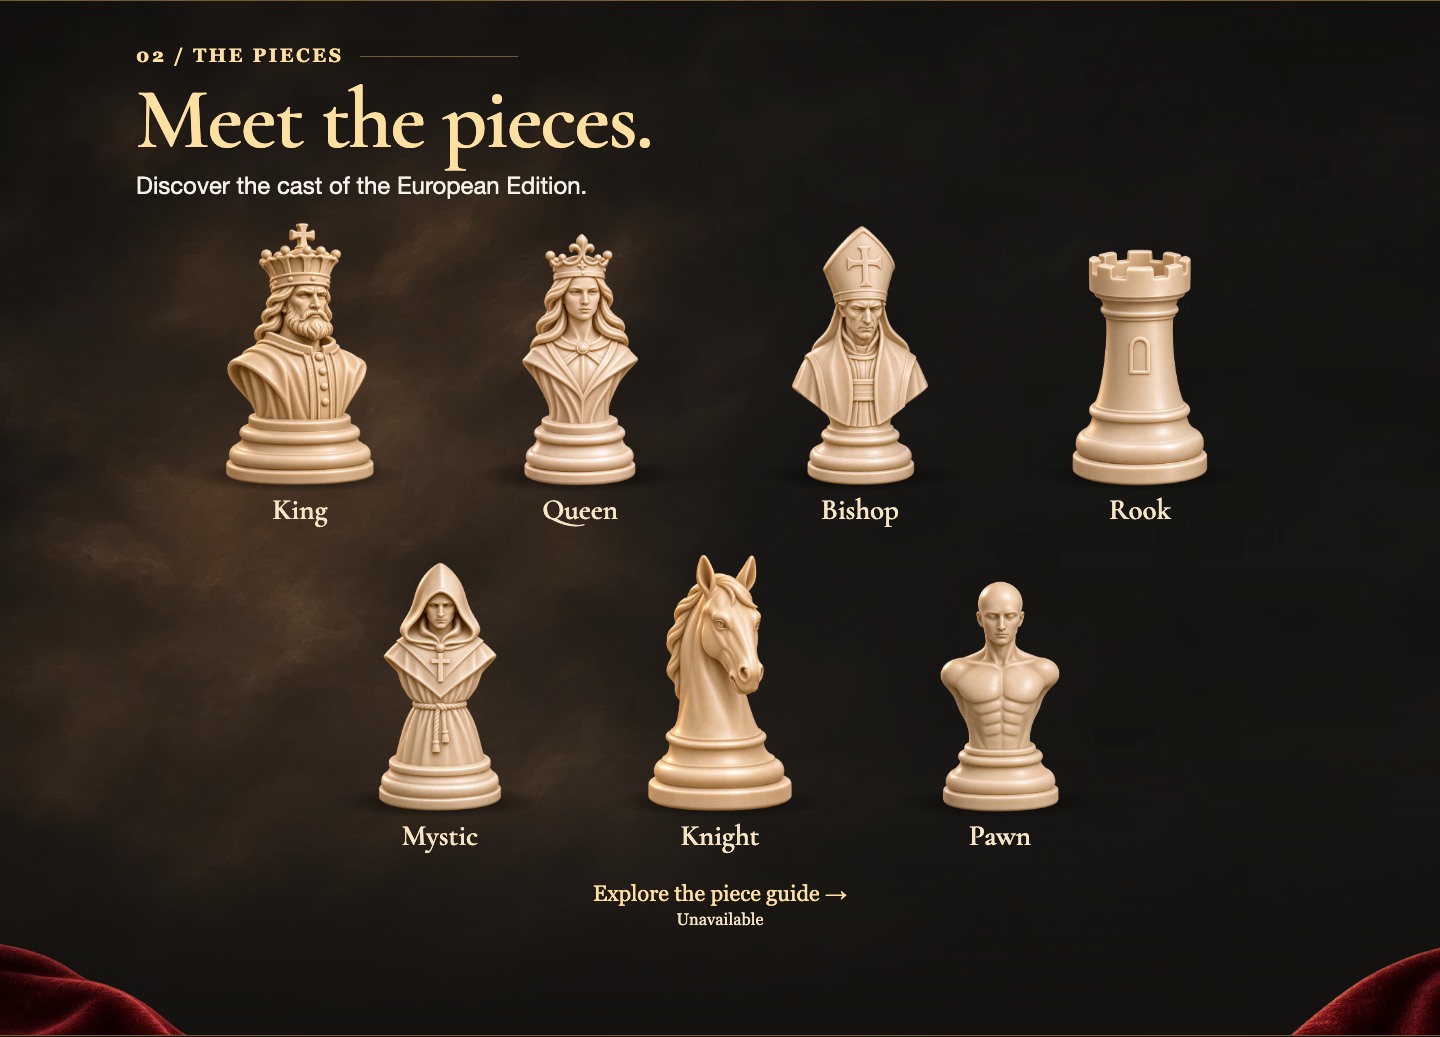 02 / THE PIECES
Meet the pieces.
Discover the cast of the European Edition.
King
Queen
Bishop
Rook
Mystic
Knight
Pawn
Explore the piece guide →
Unavailable